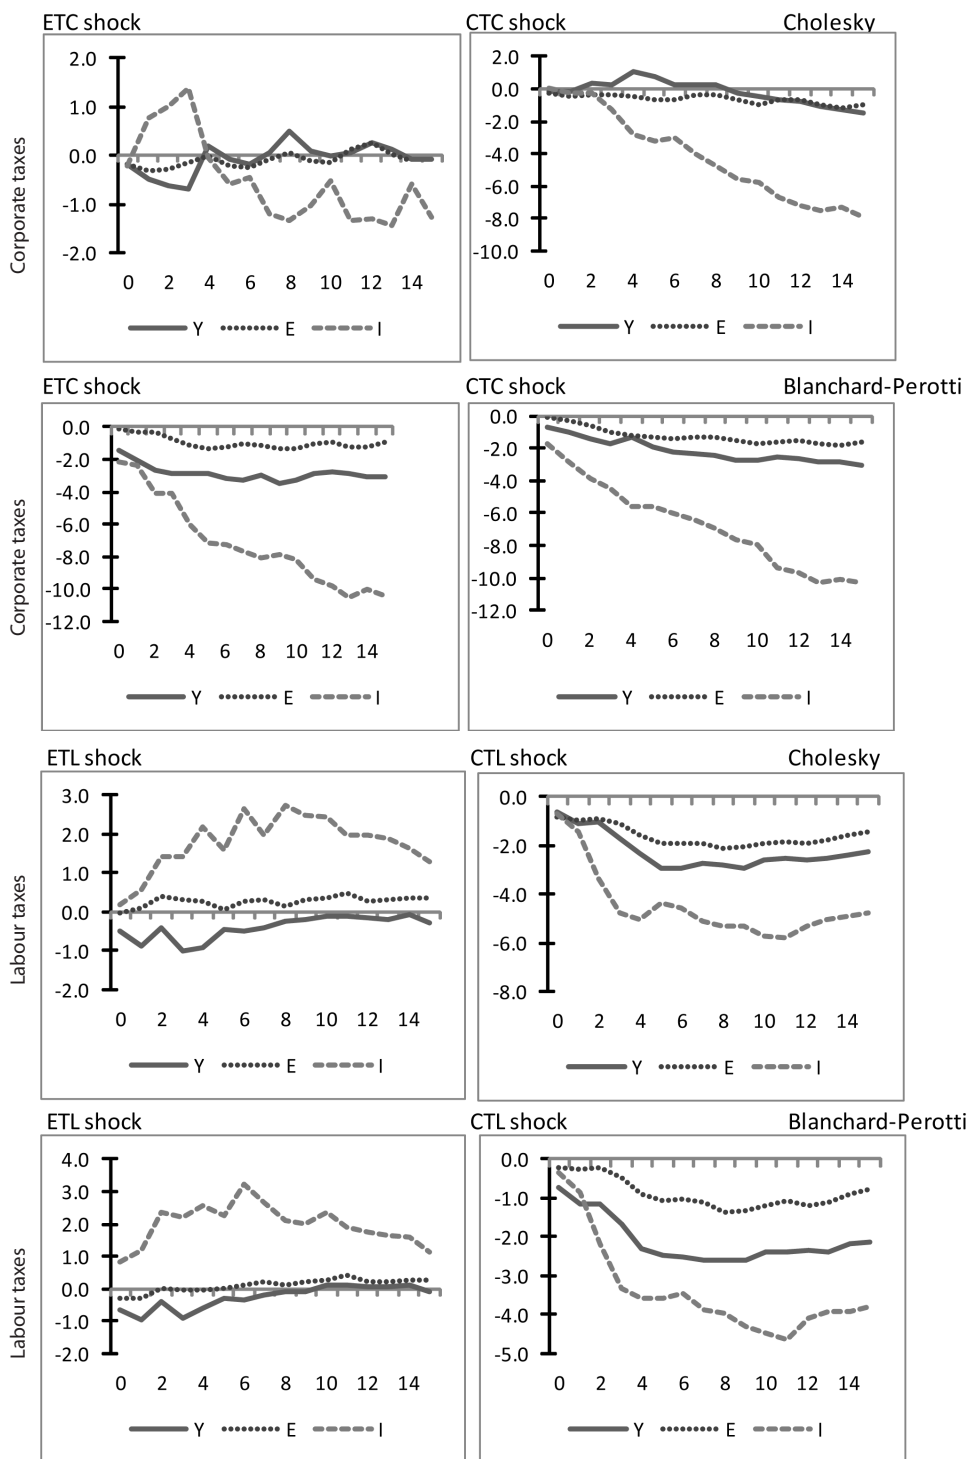 ETC shock
CTC shock Cholesky
Corporate taxes
2.0
1.0
0.0
-1.0
-2.0
0 2 4 6 8 10 12 14
Y E I
2.0
0.0
-2.0
-4.0
-6.0
-8.0
-10.0
0 2 4 6 8 10 12 14
Y E I
ETC shock
CTC shock Blanchard-Perotti
Corporate taxes
0.0
-2.0
-4.0
-6.0
-8.0
-10.0
-12.0
0 2 4 6 8 10 12 14
Y E I
0.0
-2.0
-4.0
-6.0
-8.0
-10.0
-12.0
0 2 4 6 8 10 12 14
Y E I
ETL shock
CTL shock Cholesky
Labour taxes
3.0
2.0
1.0
0.0
-1.0
-2.0
0 2 4 6 8 10 12 14
Y E I
0.0
-2.0
-4.0
-6.0
-8.0
0 2 4 6 8 10 12 14
Y E I
ETL shock
CTL shock Blanchard-Perotti
Labour taxes
4.0
3.0
2.0
1.0
0.0
-1.0
-2.0
0 2 4 6 8 10 12 14
Y E I
0.0
-1.0
-2.0
-3.0
-4.0
-5.0
0 2 4 6 8 10 12 14
Y E I